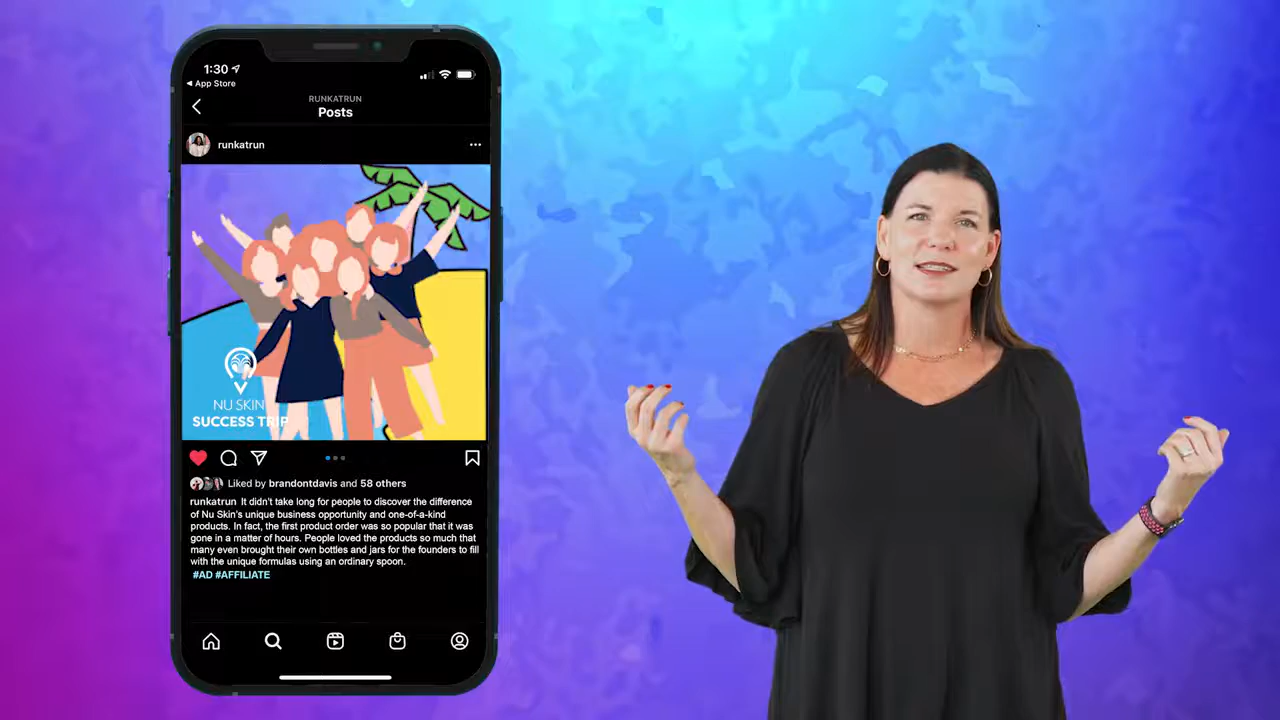 1:30
App Store
RUNKATRUN
Posts
runkatrun
NU SKIN
SUCCESS TRIP
Liked by brandontdavis and 58 others
runkatrun It didn't take long for people to discover the difference
of Nu Skin's unique business opportunity and one-of-a-kind
products. In fact, the first product order was so popular that it was
gone in a matter of hours. People loved the products so much that
many even brought their own bottles and jars for the founders to fill
with the unique formulas using an ordinary spoon.
#AD #AFFILIATE